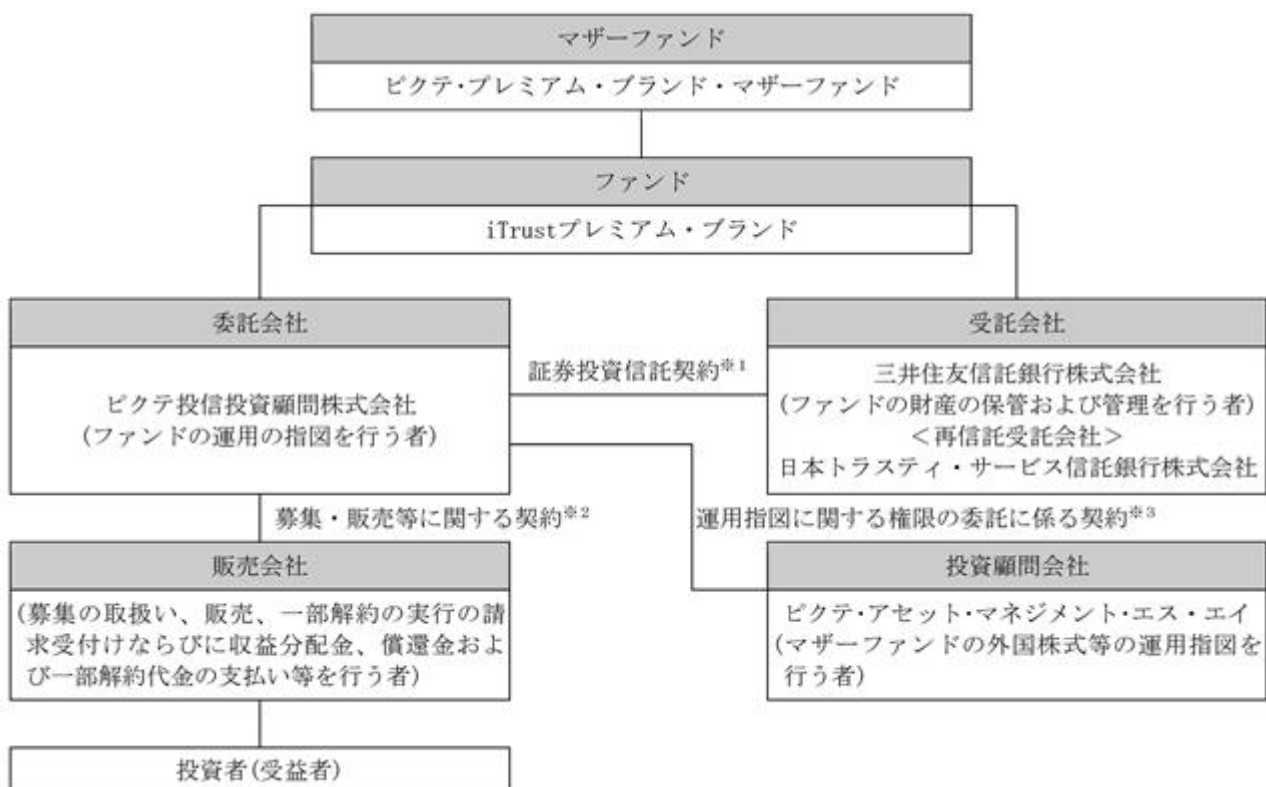 マザーファンド
ピクテ・プレミアム・ブランド・マザーファンド
ファンド
iTrustプレミアム・ブランド
委託会社
ピクテ投信投資顧問株式会社
(ファンドの運用の指図を行う者)
証券投資信託契約※1
受託会社
三井住友信託銀行株式会社
(ファンドの財産の保管および管理を行う者)
<再信託受託会社>
日本トラスティ・サービス信託銀行株式会社
募集・販売等に関する契約※2
運用指図に関する権限の委託に係る契約※3
販売会社
(募集の取扱い、販売、一部解約の実行の請
求受付けならびに収益分配金、償還金およ
び一部解約代金の支払い等を行う者)
投資顧問会社
ピクテ・アセット・マネジメント・エス・エイ
(マザーファンドの外国株式等の運用指図を
行う者)
投資者(受益者)